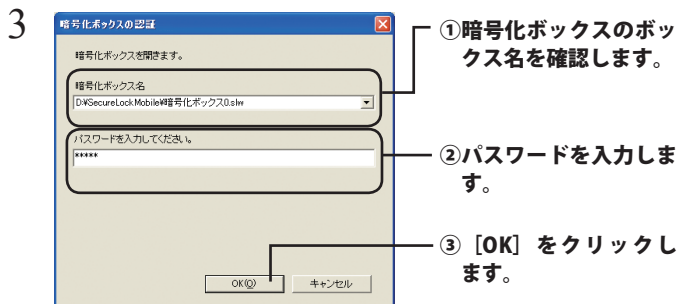 3
暗号化ボックスの認証
暗号化ボックスを開きます。
暗号化ボックス名
D:¥SecureLockMobile¥暗号化ボックス0.slw
パスワードを入力してください。
*****
OK(O)
キャンセル
①暗号化ボックスのボッ
クス名を確認します。
②パスワードを入力しま
す。
③［OK］をクリックし
ます。